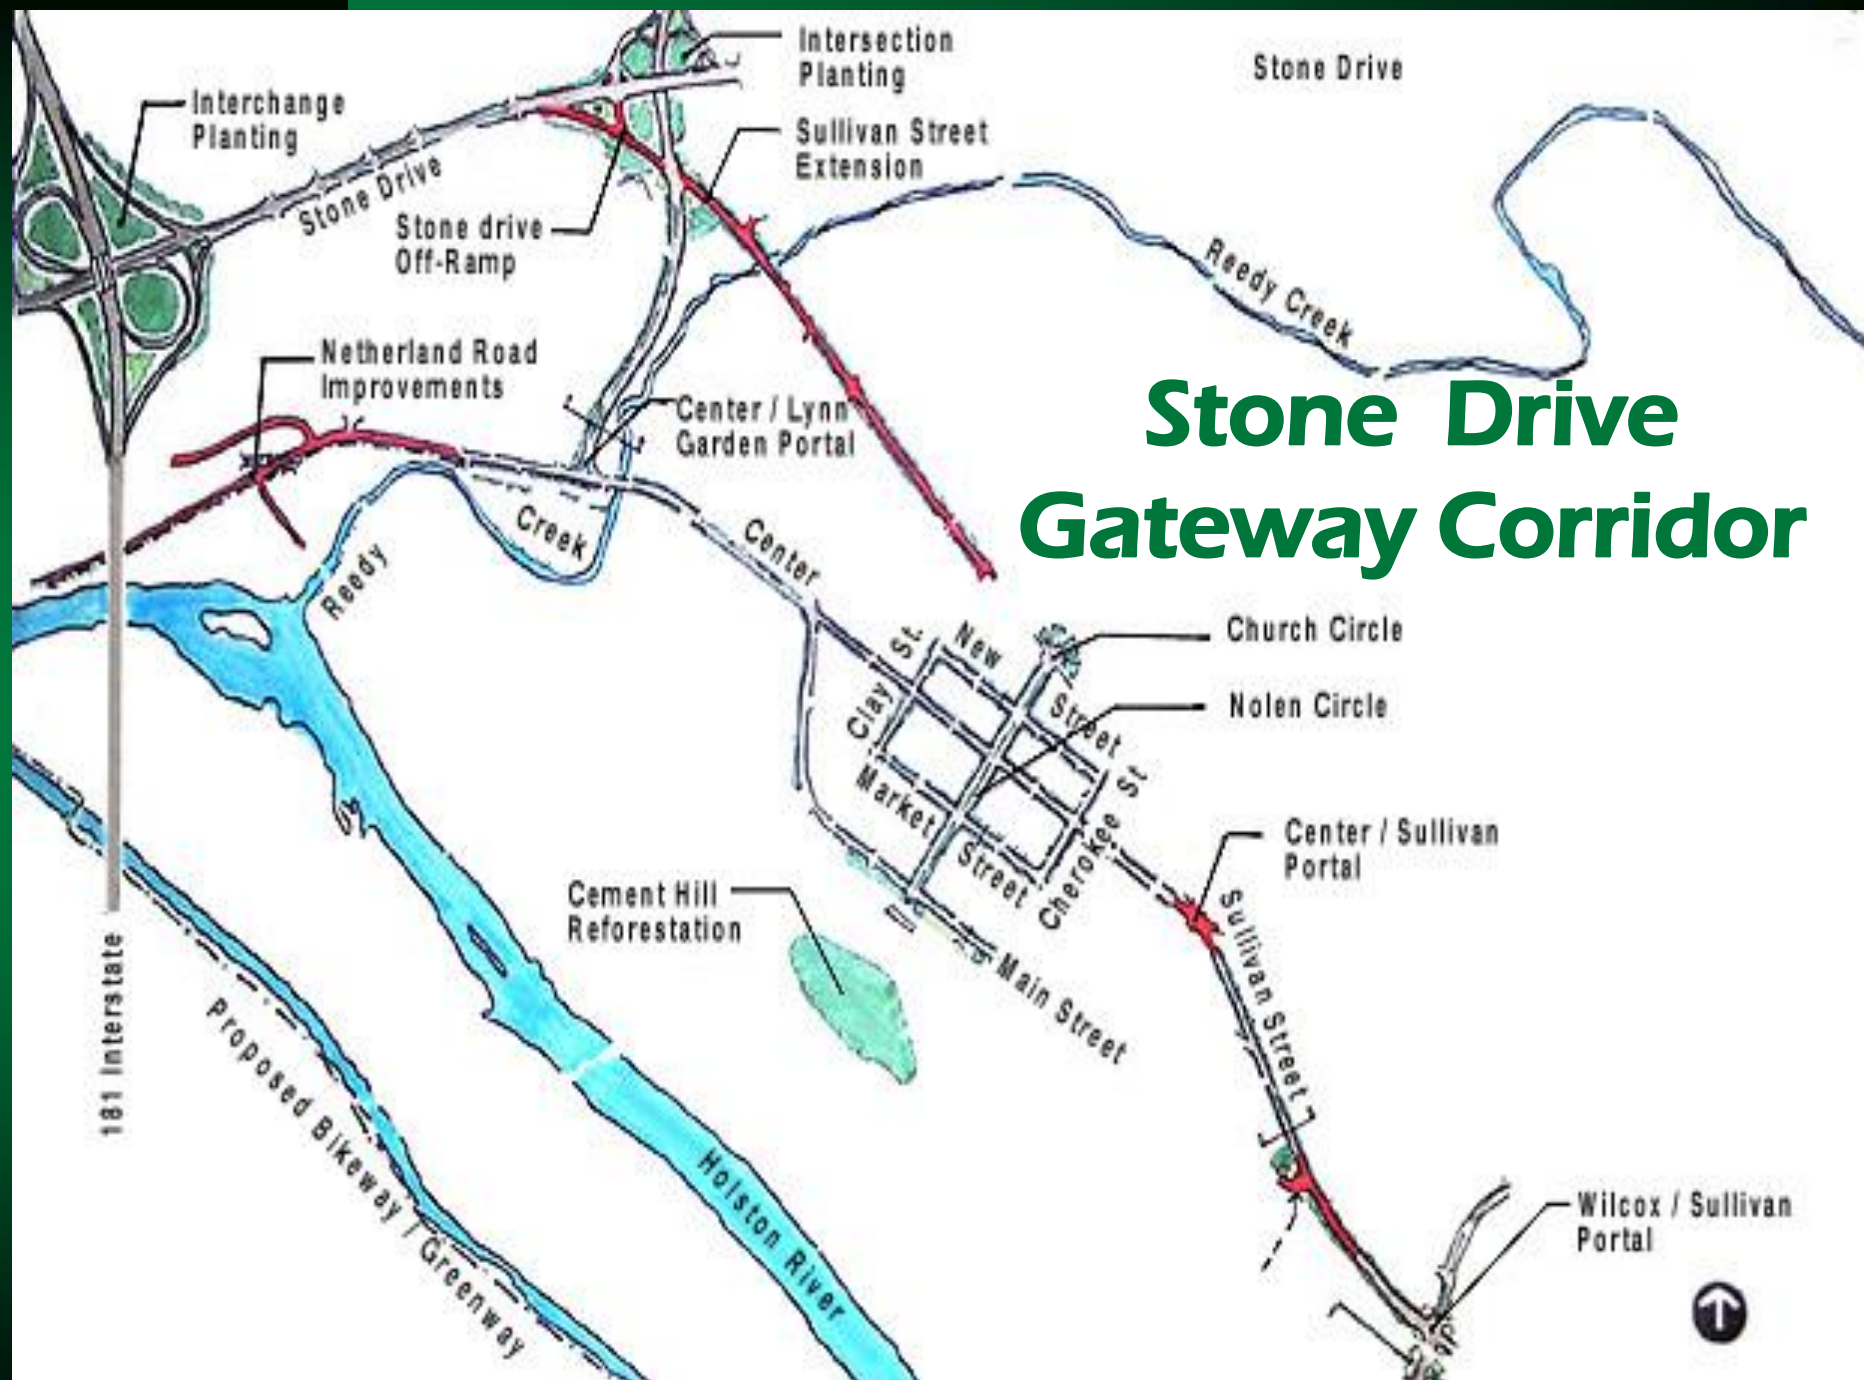 Intersection
Planting
Stone Drive
Interchange
Planting
Sullivan Street
Extension
Stone Drive
Stone drive
Off-Ramp
Reedy Creek
Netherland Road
Improvements
Center / Lynn
Garden Portal
Stone Drive
Gateway Corridor
Creek
Reedy
Center
Church Circle
New
Street
Clay St.
Nolen Circle
Market
Street
Cherokee St
Center / Sullivan
Portal
Cement Hill
Reforestation
Sullivan Street
Main Street
181 Interstate
Proposed Bikeway / Greenway
Holston River
Wilcox / Sullivan
Portal